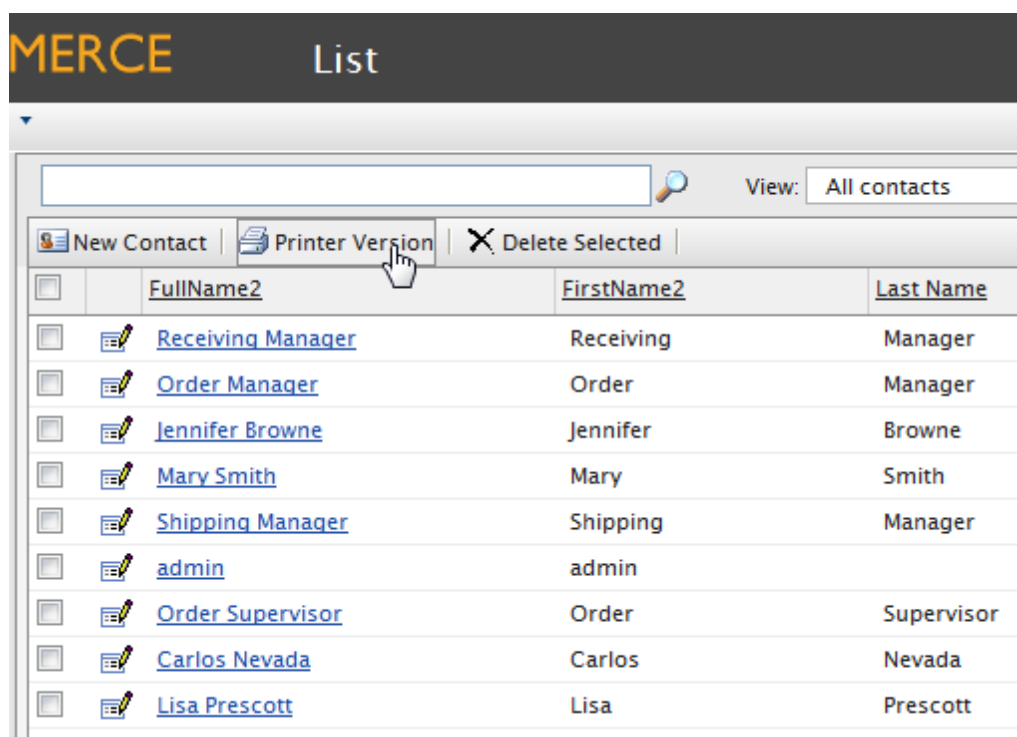 MERCE List
View: All contacts
New Contact Printer Version Delete Selected
FullName2 FirstName2 Last Name
Receiving Manager Receiving Manager
Order Manager Order Manager
Jennifer Browne Jennifer Browne
Mary Smith Mary Smith
Shipping Manager Shipping Manager
admin admin
Order Supervisor Order Supervisor
Carlos Nevada Carlos Nevada
Lisa Prescott Lisa Prescott